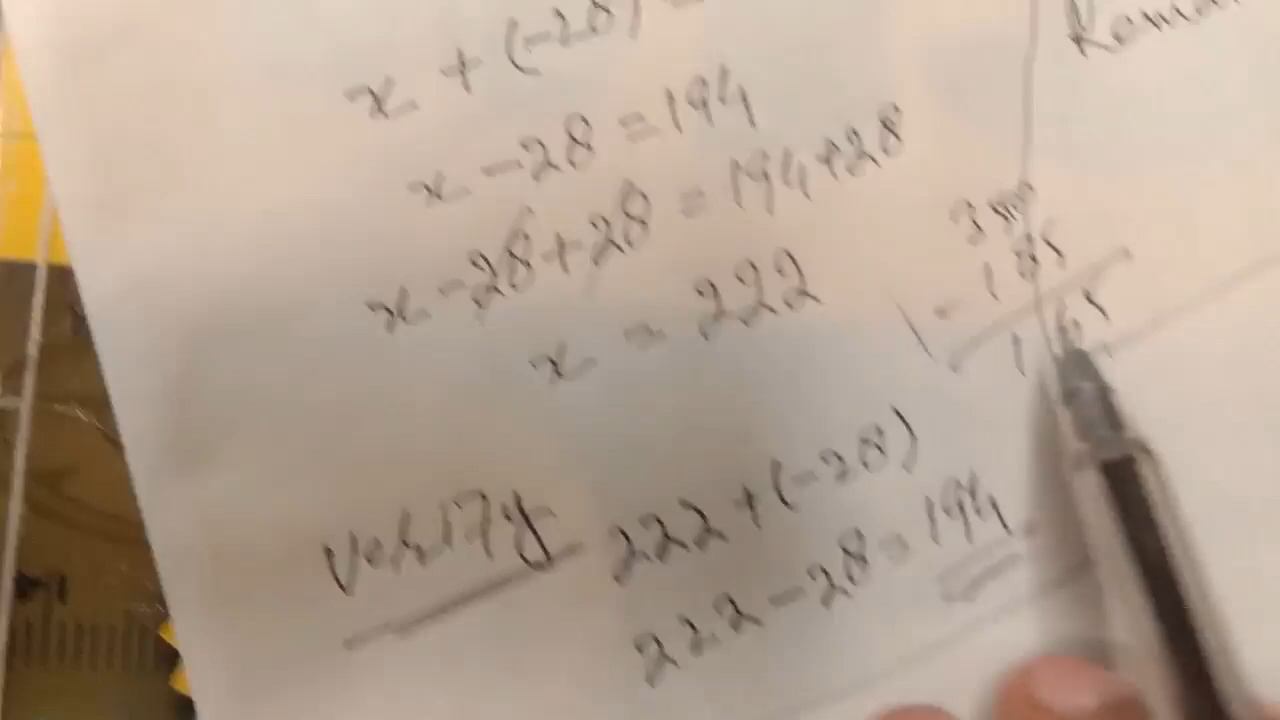 x + (-28)
x - 28 = 194
x - 28 + 28 = 194 + 28
x = 222
verify 222 + (-28)
222 - 28 = 194